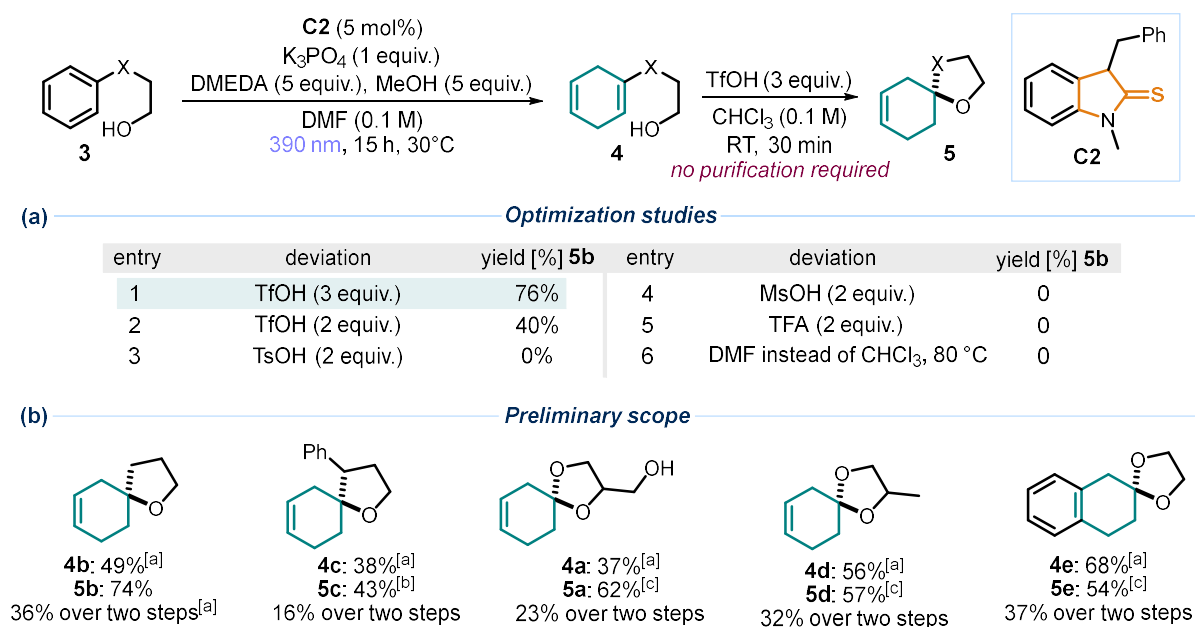 C2 (5 mol%)
K3PO4 (1 equiv.)
DMEDA (5 equiv.), MeOH (5 equiv.)
DMF (0.1 M)
390 nm, 15 h, 30°C
X
HO
3
X
HO
4
TfOH (3 equiv.)
CHCl3 (0.1 M)
RT, 30 min
no purification required
X
O
5
Ph
S
N
C2
(a) Optimization studies
entry deviation yield [%] 5b entry deviation yield [%] 5b
1 TfOH (3 equiv.) 76% 4 MsOH (2 equiv.) 0
2 TfOH (2 equiv.) 40% 5 TFA (2 equiv.) 0
3 TsOH (2 equiv.) 0% 6 DMF instead of CHCl3, 80 °C 0
(b) Preliminary scope
O
4b: 49%[a]
5b: 74%
36% over two steps[a]
Ph
O
4c: 38%[a]
5c: 43%[b]
16% over two steps
O
OH
O
4a: 37%[a]
5a: 62%[c]
23% over two steps
O
O
4d: 56%[a]
5d: 57%[c]
32% over two steps
O
O
4e: 68%[a]
5e: 54%[c]
37% over two steps